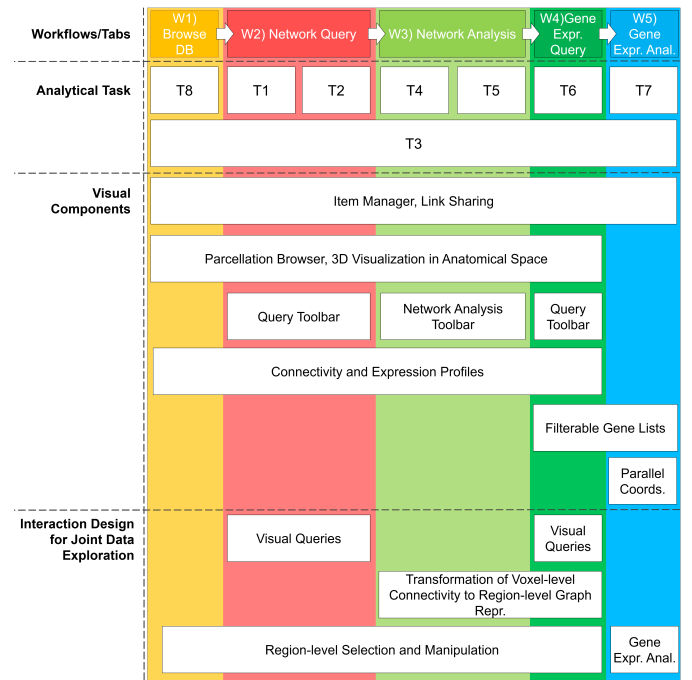 Workflows/Tabs
W1)
Browse
DB
W2) Network Query
W3) Network Analysis
W4)Gene
Expr.
Query
W5)
Gene
Expr. Anal.
Analytical Task
T8
T1
T2
T4
T5
T6
T7
T3
Visual
Components
Item Manager, Link Sharing
Parcellation Browser, 3D Visualization in Anatomical Space
Query Toolbar
Network Analysis
Toolbar
Query
Toolbar
Connectivity and Expression Profiles
Filterable Gene Lists
Parallel
Coords.
Interaction Design
for Joint Data
Exploration
Visual Queries
Visual
Queries
Transformation of Voxel-level
Connectivity to Region-level Graph
Repr.
Region-level Selection and Manipulation
Gene
Expr. Anal.